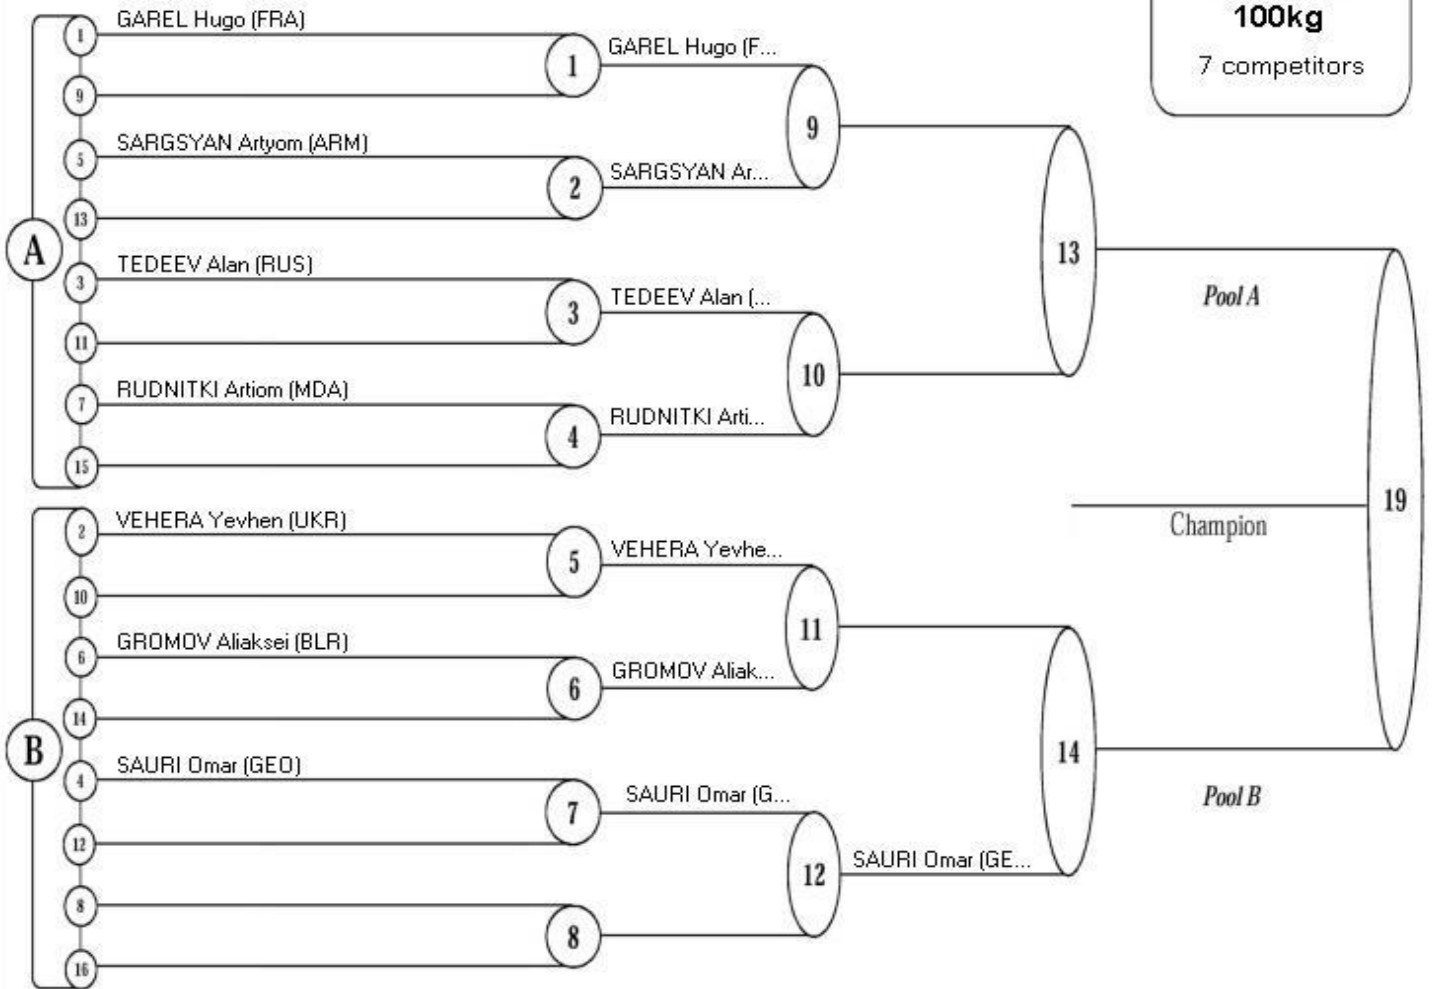 100kg
7 competitors
A
1
GAREL Hugo (FRA)
1
GAREL Hugo (F...
9
9
5
SARGSYAN Artyom (ARM)
2
SARGSYAN Ar...
13
13
3
TEDEEV Alan (RUS)
3
TEDEEV Alan (...
10
Pool A
11
7
RUDNITKI Artiom (MDA)
4
RUDNITKI Arti...
15
19
Champion
B
2
VEHERA Yevhen (UKR)
5
VEHERA Yevhe...
11
10
6
GROMOV Aliaksei (BLR)
6
GROMOV Aliak...
14
14
4
SAURI Omar (GEO)
7
SAURI Omar (G...
Pool B
12
12
SAURI Omar (GE...
8
8
16